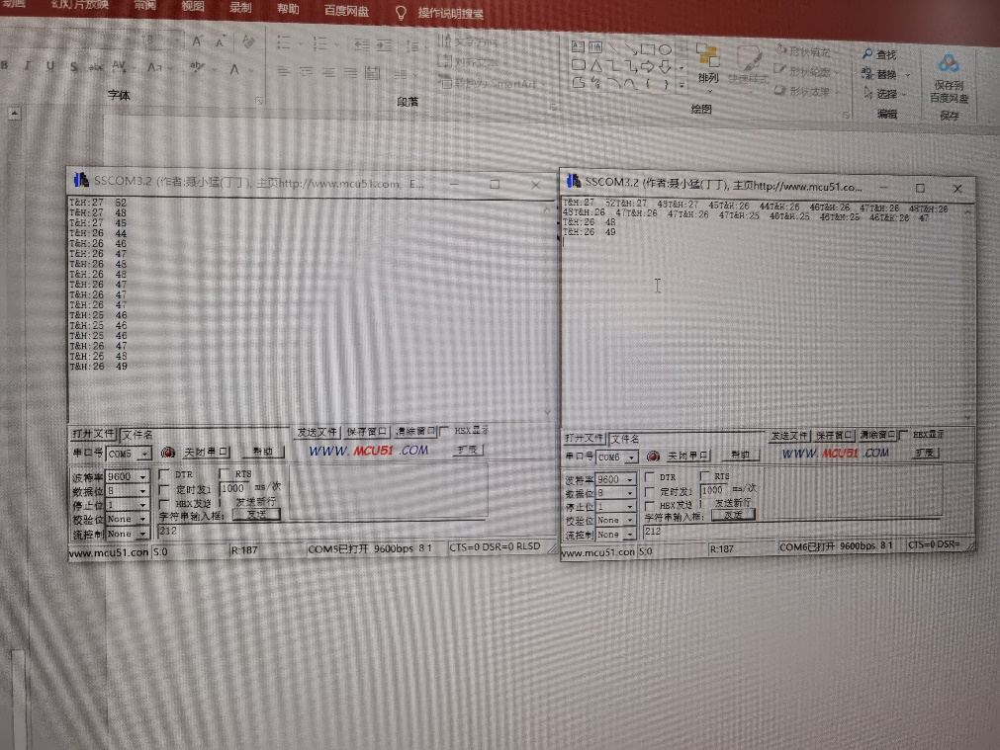 动画 幻灯片放映 审阅 视图 录制 帮助 百度网盘 操作说明搜索
B I U S abc AV Aa A
字体
段落
转换为 SmartArt
排列
快速样式
形状填充
形状轮廓
形状效果
绘图
查找
替换
选择
编辑
保存到
百度网盘
保存
SSCOM3.2 (作者:聂小猛(丁丁), 主页http://www.mcu51.com, E...
T&H:27 52
T&H:27 48
T&H:27 45
T&H:26 44
T&H:26 46
T&H:26 47
T&H:26 48
T&H:26 48
T&H:26 47
T&H:26 47
T&H:26 47
T&H:25 46
T&H:25 46
T&H:25 46
T&H:26 47
T&H:26 48
T&H:26 49
打开文件 文件名 发送文件 保存窗口 清除窗口 HEX显示
串口号 COM5 关闭串口 帮助 WWW.MCU51.COM 扩展
波特率 9600 DTR RTS
数据位 8 定时发送 1000 ms/次
停止位 1 HEX发送 发送新行
校验位 None 字符串输入框: 发送
流控制 None 212
www.mcu51.con S:0 R:187 COM5已打开 9600bps 8 1 CTS=0 DSR=0 RLSD
SSCOM3.2 (作者:聂小猛(丁丁), 主页http://www.mcu51.co...
T&H:27 52T&H:27 48T&H:27 45T&H:26 44T&H:26 46T&H:26 47T&H:26 48T&H:26
48T&H:26 47T&H:26 47T&H:26 47T&H:25 46T&H:25 46T&H:25 46T&H:26 47
T&H:26 48
T&H:26 49
打开文件 文件名 发送文件 保存窗口 清除窗口 HEX显示
串口号 COM6 关闭串口 帮助 WWW.MCU51.COM 扩展
波特率 9600 DTR RTS
数据位 8 定时发送 1000 ms/次
停止位 1 HEX发送 发送新行
校验位 None 字符串输入框: 发送
流控制 None 212
www.mcu51.con S:0 R:187 COM6已打开 9600bps 8 1 CTS=0 DSR=